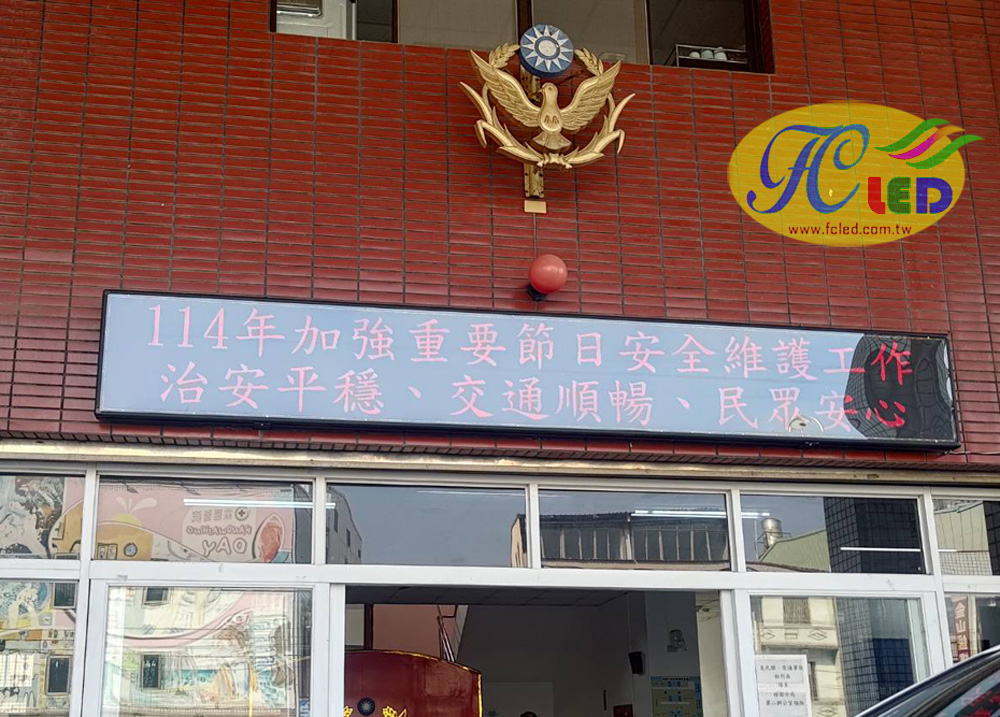 FC LED
www.fcled.com.tw
114年加強重要節日安全維護工作
治安平穩、交通順暢、民眾安心
YAO